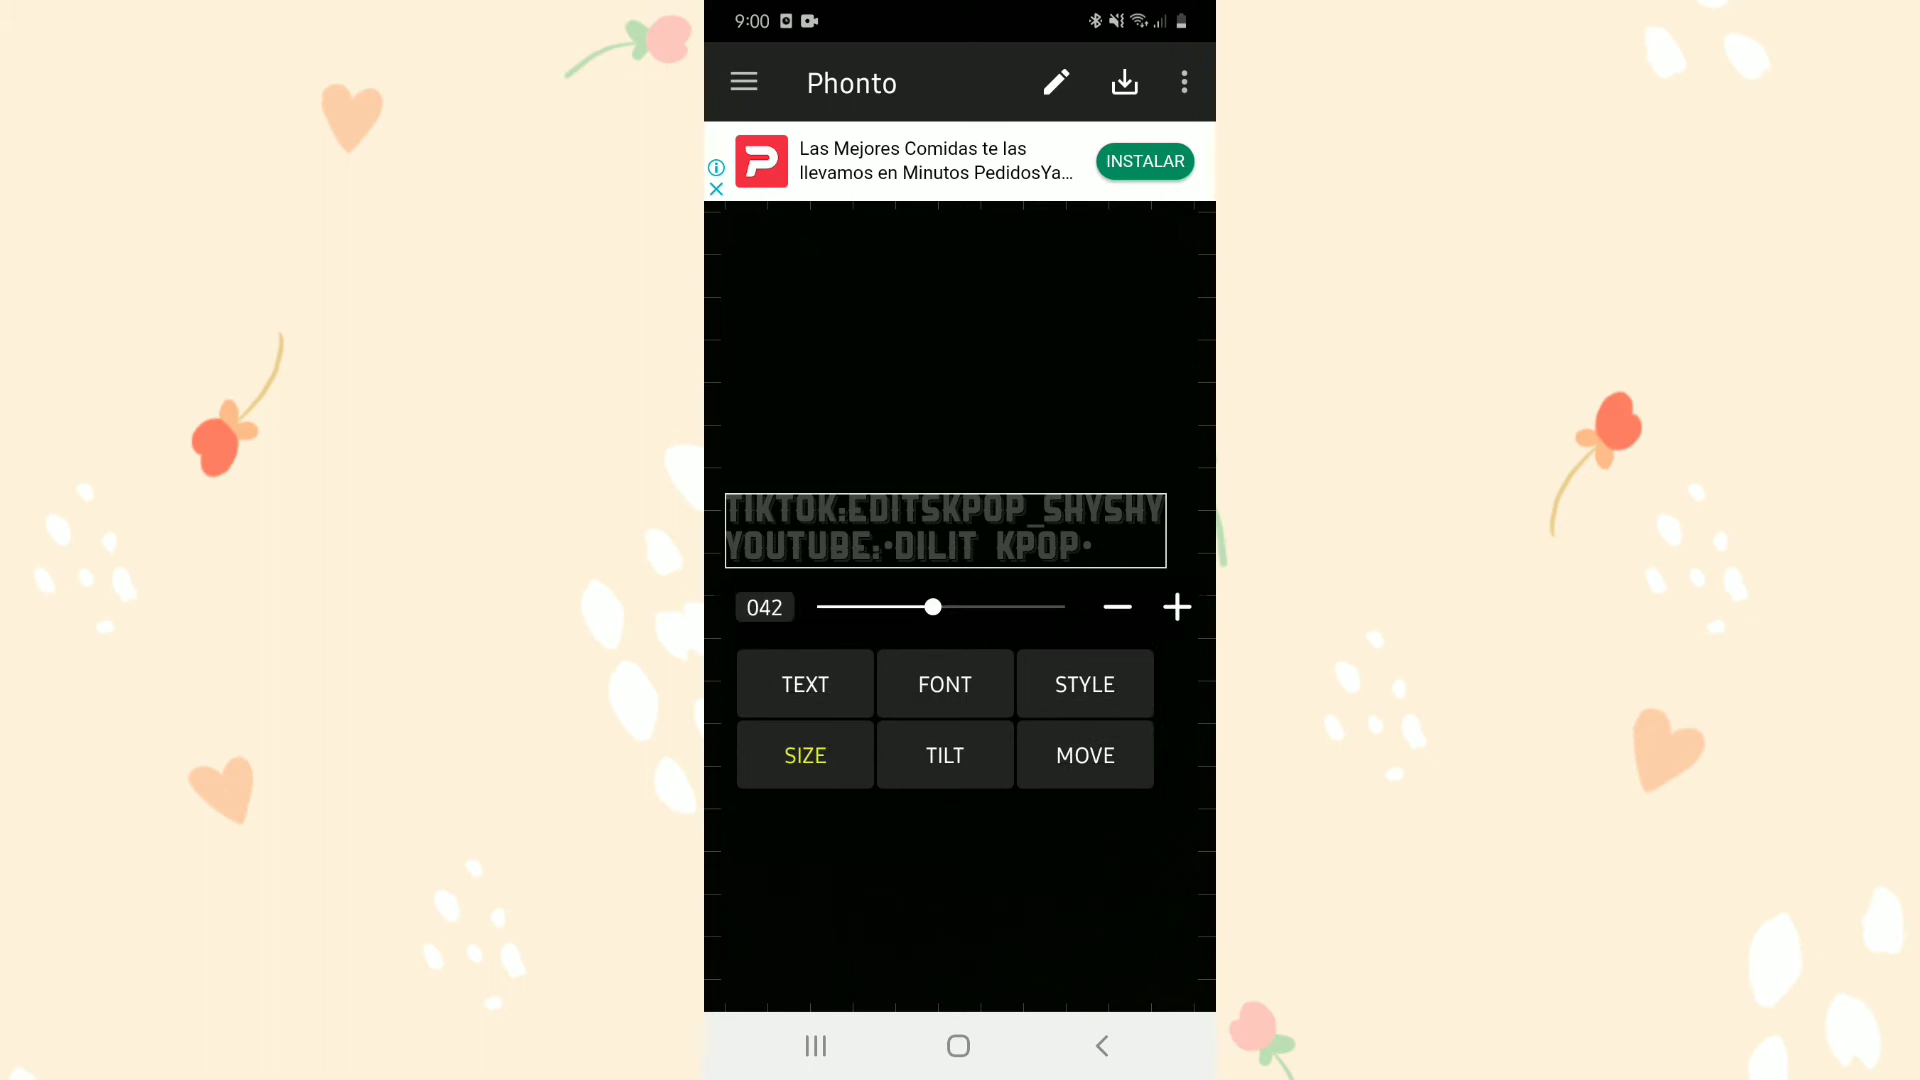 9:00
Phonto
Las Mejores Comidas te las
llevamos en Minutos PedidosYa...
INSTALAR
TIKTOK:EDITSKPOP_SHYSHY
YOUTUBE:·DILIT KPOP·
042
TEXT FONT STYLE
SIZE TILT MOVE